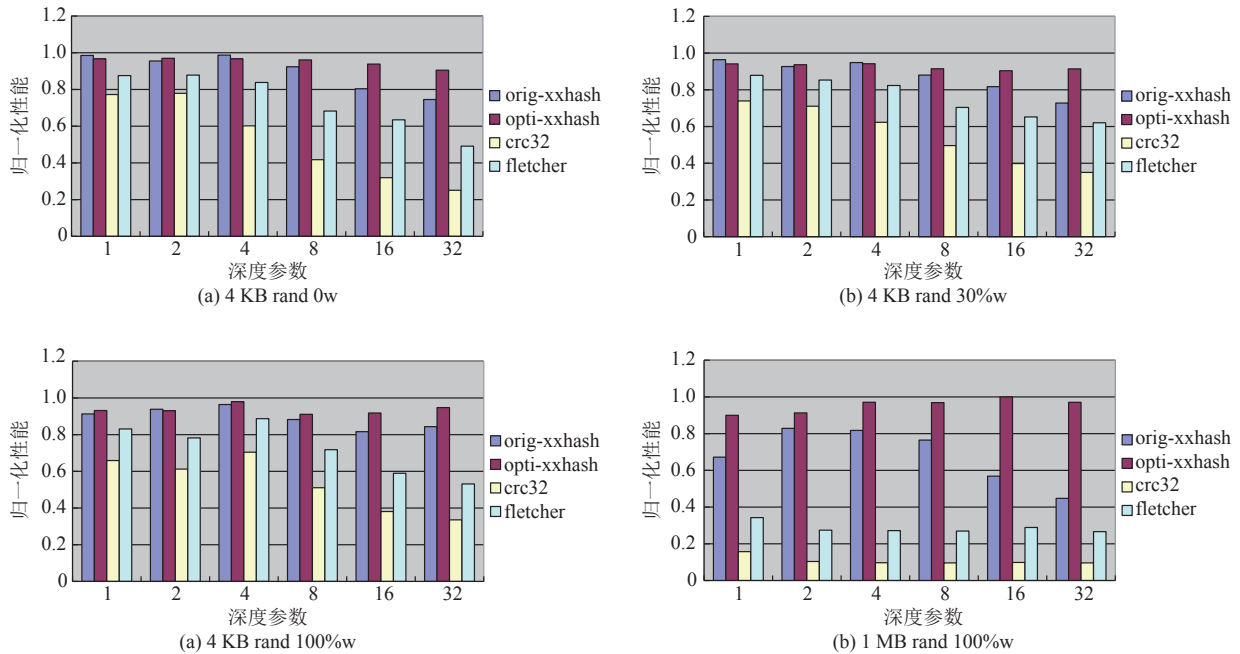 1.2
1.0
0.8
0.6
0.4
0.2
0
归一化性能
1 2 4 8 16 32
深度参数
orig-xxhash
opti-xxhash
crc32
fletcher
(a) 4 KB rand 0w
1.2
1.0
0.8
0.6
0.4
0.2
0
归一化性能
1 2 4 8 16 32
深度参数
orig-xxhash
opti-xxhash
crc32
fletcher
(b) 4 KB rand 30%w
1.2
1.0
0.8
0.6
0.4
0.2
0
归一化性能
1 2 4 8 16 32
深度参数
orig-xxhash
opti-xxhash
crc32
fletcher
(a) 4 KB rand 100%w
1.2
1.0
0.8
0.6
0.4
0.2
0
归一化性能
1 2 4 8 16 32
深度参数
orig-xxhash
opti-xxhash
crc32
fletcher
(b) 1 MB rand 100%w